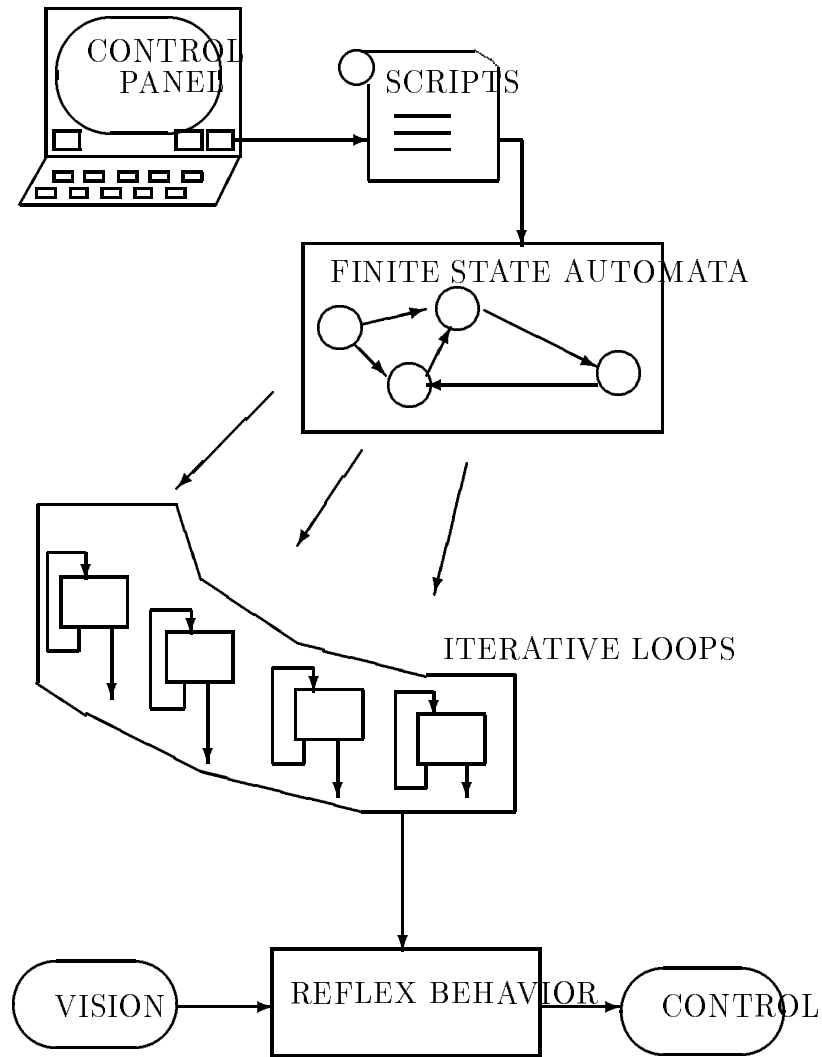 CONTROL
PANEL
SCRIPTS
FINITE STATE AUTOMATA
ITERATIVE LOOPS
REFLEX BEHAVIOR
VISION
CONTROL